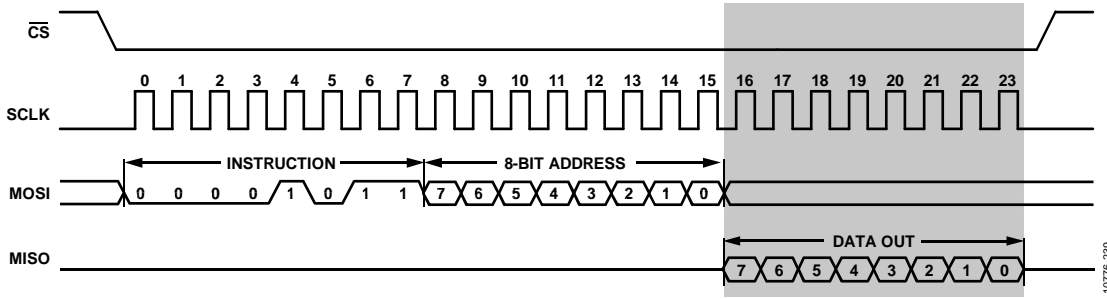 CS
0 1 2 3 4 5 6 7 8 9 10 11 12 13 14 15 16 17 18 19 20 21 22 23
SCLK
INSTRUCTION 8-BIT ADDRESS
MOSI 0 0 0 0 1 0 1 1 7 6 5 4 3 2 1 0
DATA OUT
MISO 7 6 5 4 3 2 1 0
10776-239